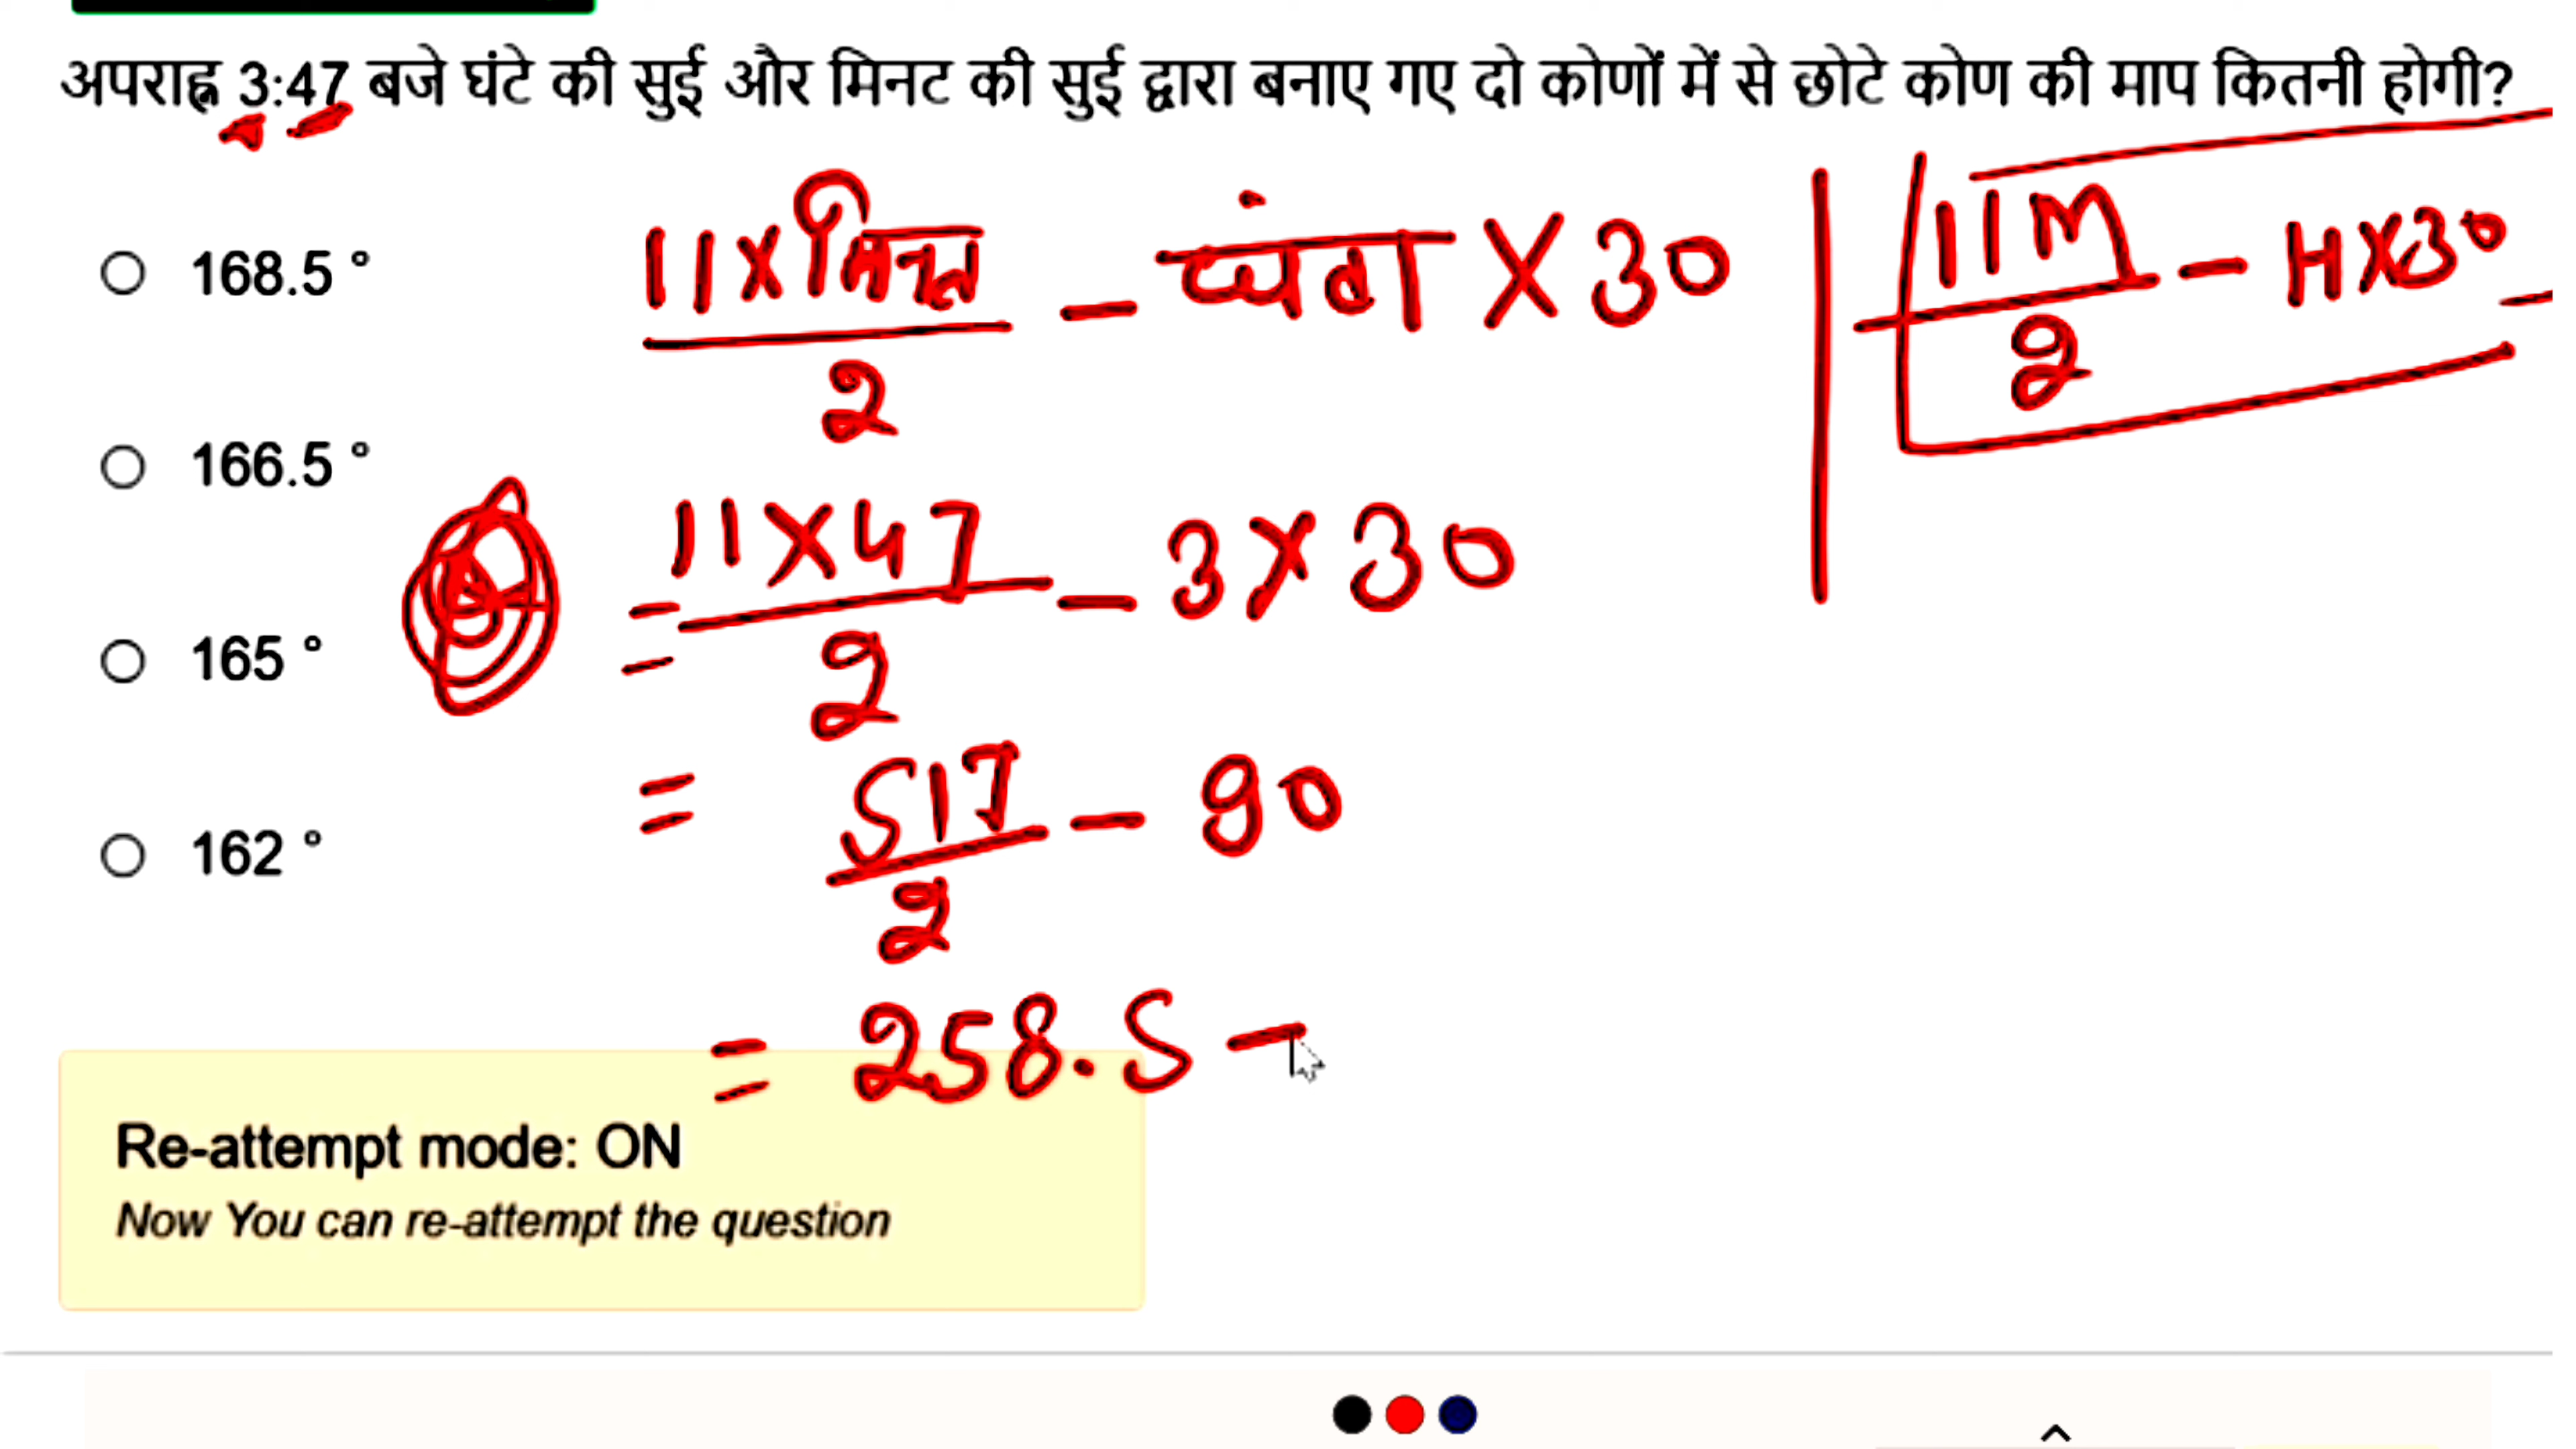 अपराह्न 3:47 बजे घंटे की सुई और मिनट की सुई द्वारा बनाए गए दो कोणों में से छोटे कोण की माप कितनी होगी?
168.5 °
166.5 °
165 °
162 °
11×मिनट/2 - घंटा × 30
11M/2 - H×30
= 11×47/2 - 3×30
= 517/2 - 90
= 258.5 -
Re-attempt mode: ON
Now You can re-attempt the question